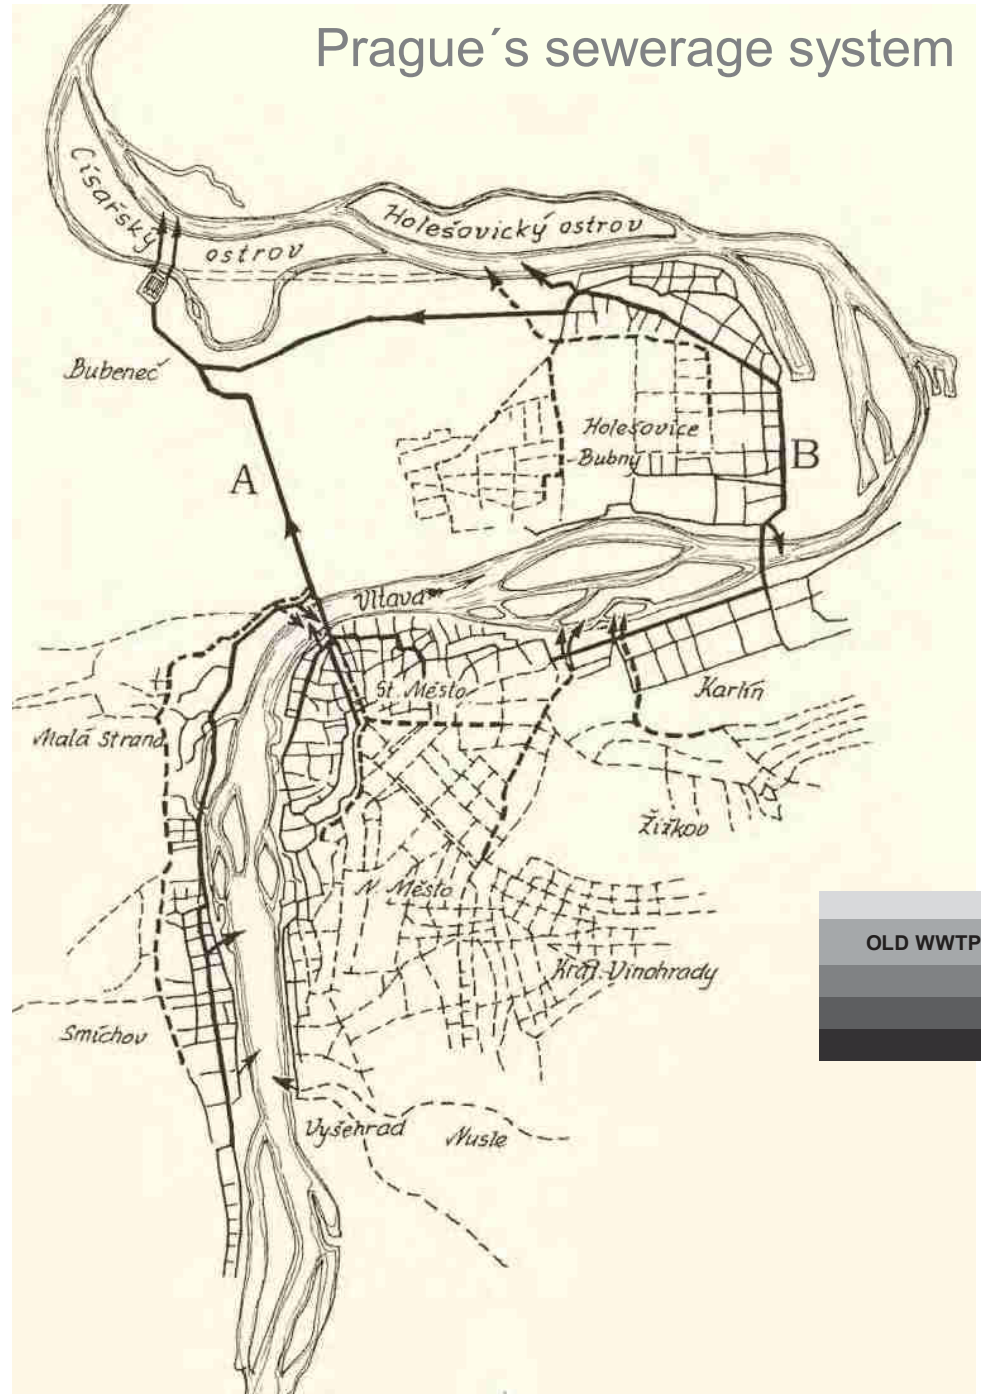 Prague´s sewerage system
Císařský
ostrov
Holešovický ostrov
Bubeneč
Holešovice
Bubny
A
B
Vltava
St. Město
Karlín
Malá Strana
Žižkov
N. Město
OLD WWTP
Král. Vinohrady
Smíchov
Vyšehrad
Nusle